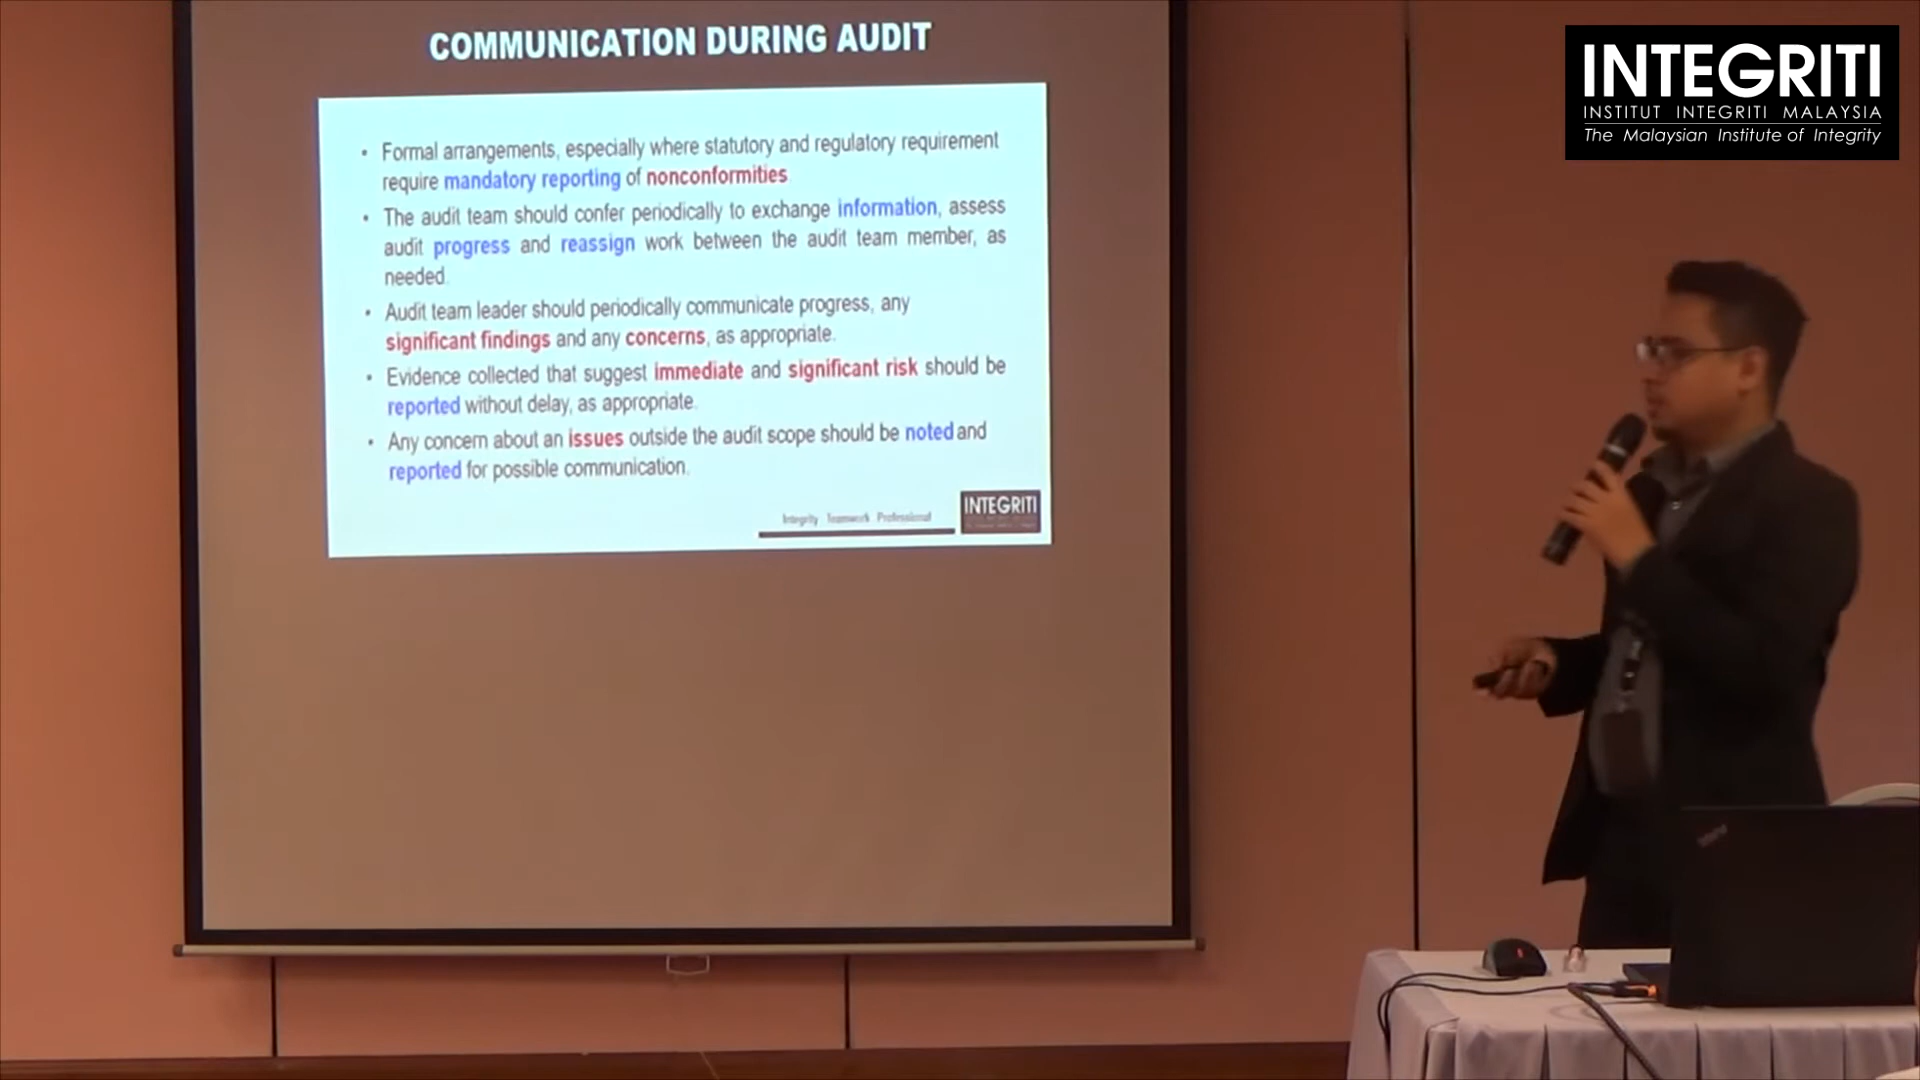 COMMUNICATION DURING AUDIT
• Formal arrangements, especially where statutory and regulatory requirement
require mandatory reporting of nonconformities
• The audit team should confer periodically to exchange information, assess
audit progress and reassign work between the audit team member, as
needed.
• Audit team leader should periodically communicate progress, any
significant findings and any concerns, as appropriate.
• Evidence collected that suggest immediate and significant risk should be
reported without delay, as appropriate.
• Any concern about an issues outside the audit scope should be noted and
reported for possible communication.
Integrity Teamwork Professional
INTEGRITI
INTEGRITI
INSTITUT INTEGRITI MALAYSIA
The Malaysian Institute of Integrity